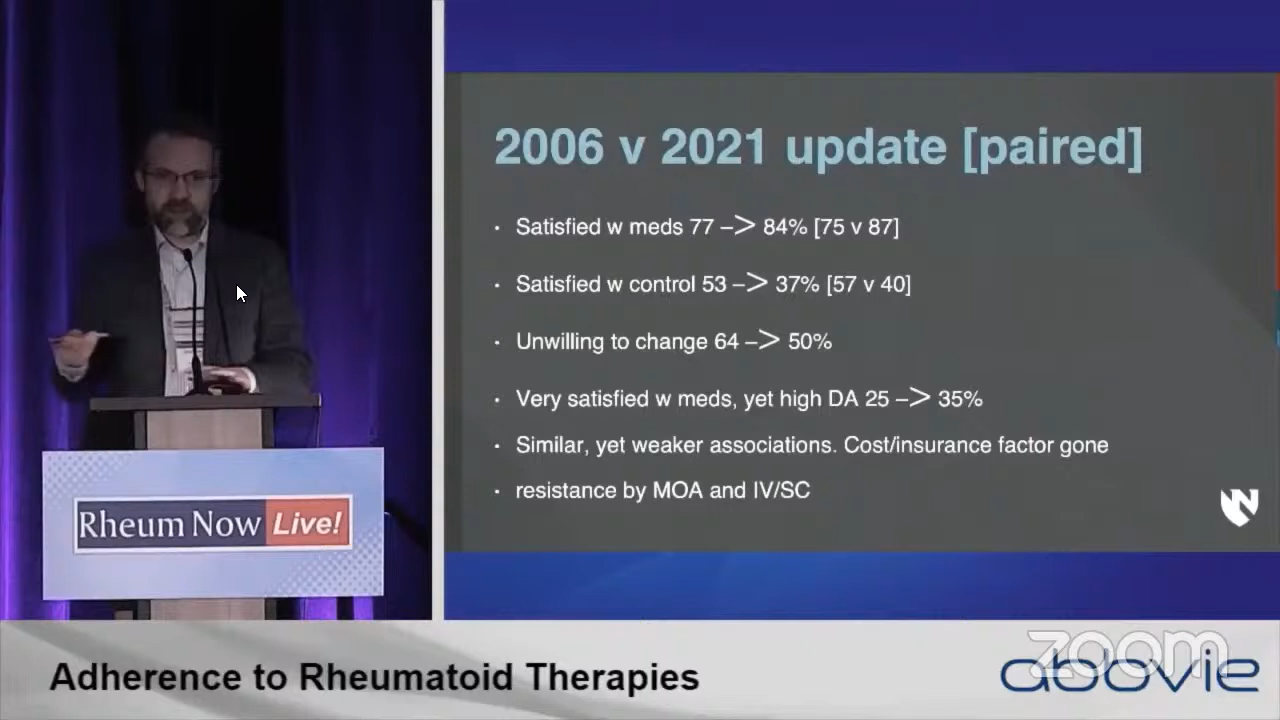 2006 v 2021 update [paired]
· Satisfied w meds 77 –> 84% [75 v 87]
· Satisfied w control 53 –> 37% [57 v 40]
· Unwilling to change 64 –> 50%
· Very satisfied w meds, yet high DA 25 –> 35%
· Similar, yet weaker associations. Cost/insurance factor gone
· resistance by MOA and IV/SC
N
Rheum Now Live!
Adherence to Rheumatoid Therapies
zoom
abbvie